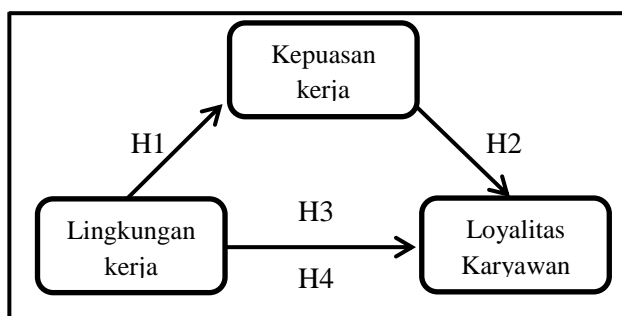 Kepuasan
kerja
H1
H2
Lingkungan
kerja
H3
H4
Loyalitas
Karyawan